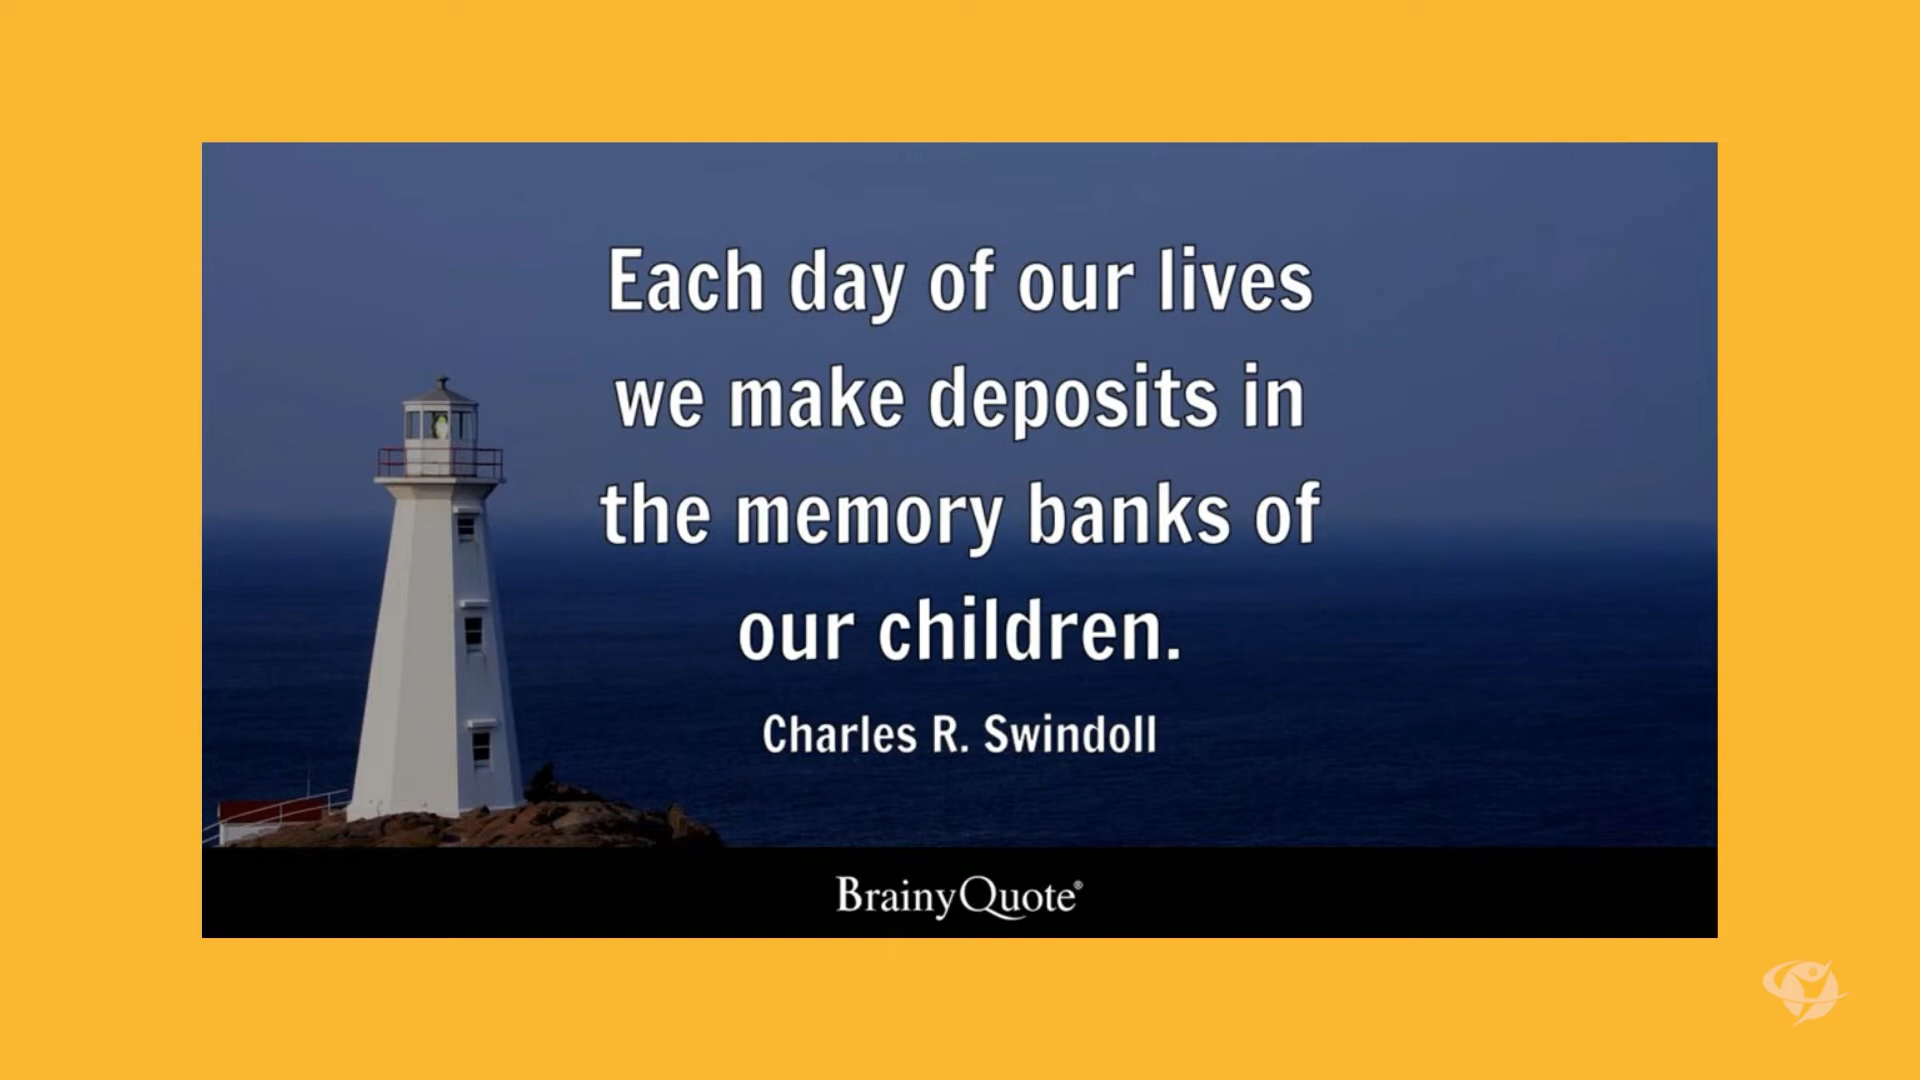 Each day of our lives
we make deposits in
the memory banks of
our children.
Charles R. Swindoll
BrainyQuote®